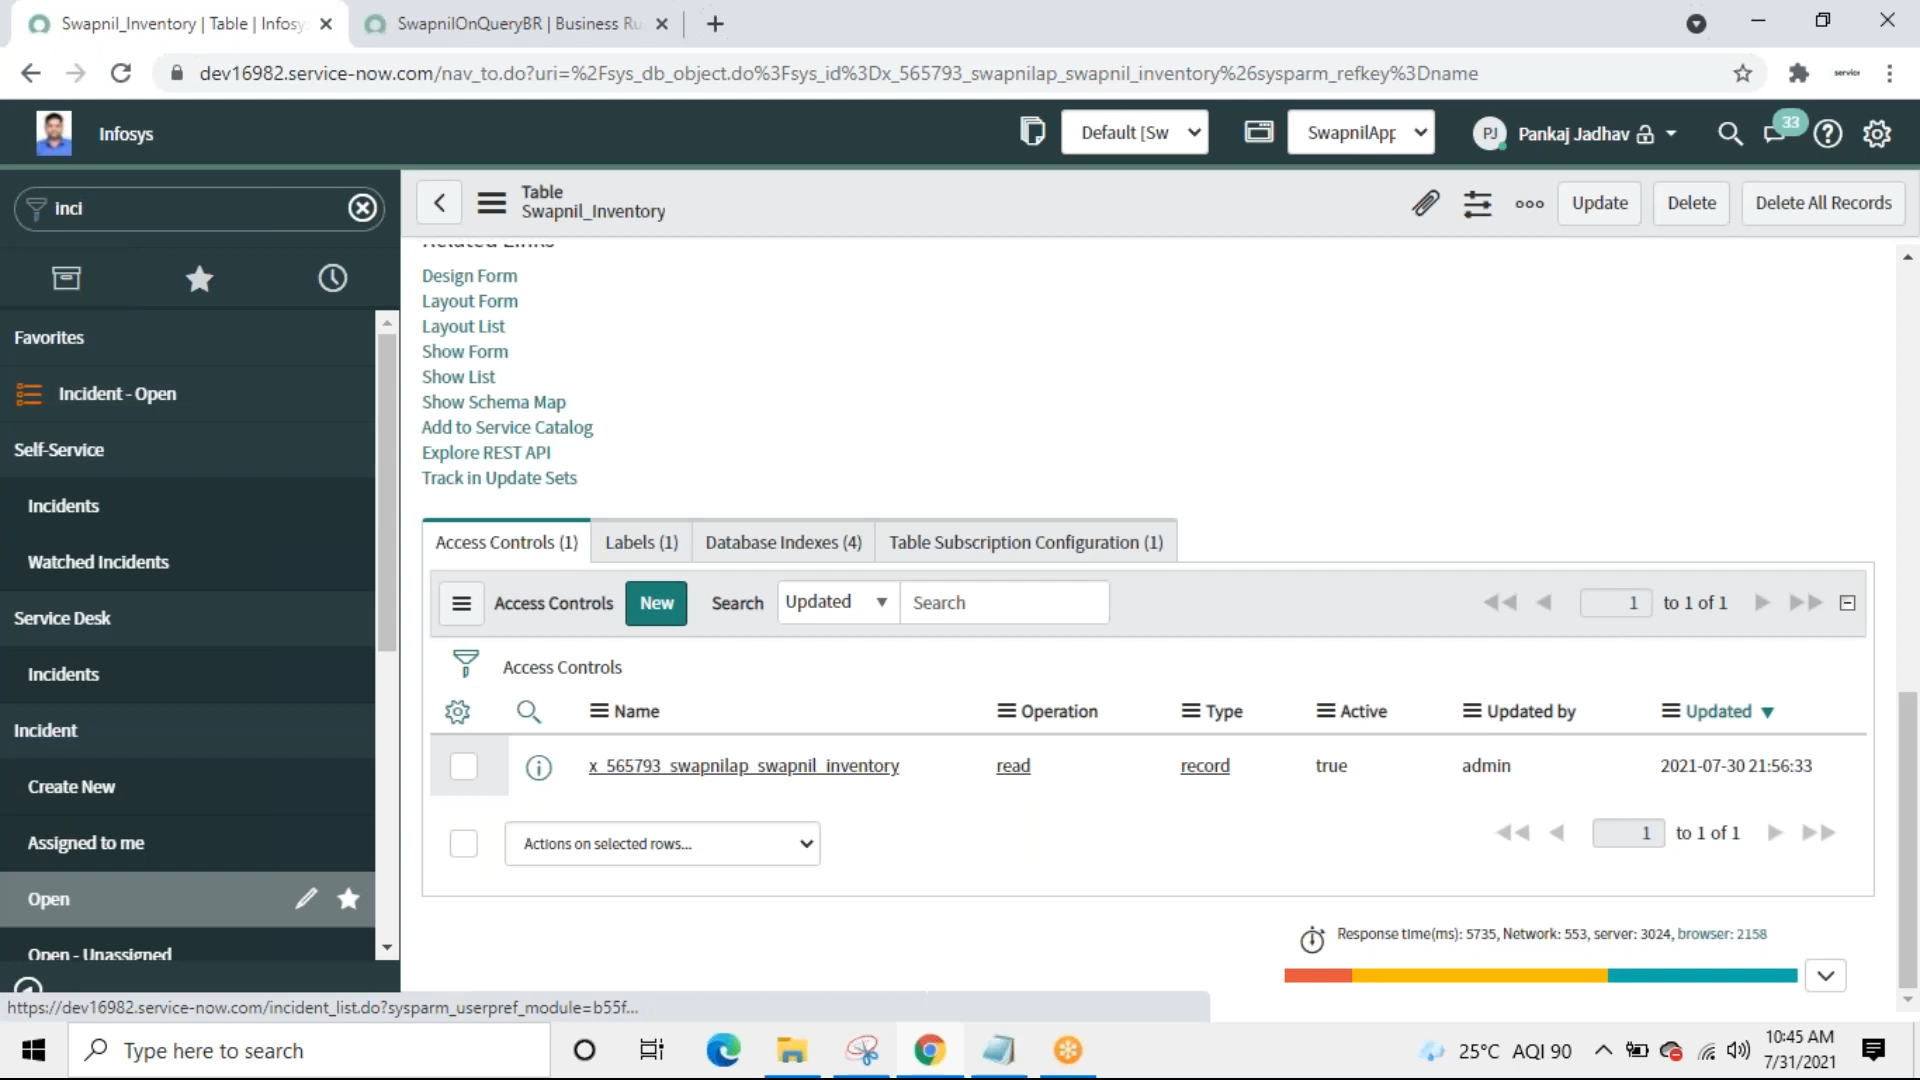 Swapnil_Inventory | Table | Infosy
SwapnilOnQueryBR | Business Ru
dev16982.service-now.com/nav_to.do?uri=%2Fsys_db_object.do%3Fsys_id%3Dx_565793_swapnilap_swapnil_inventory%26sysparm_refkey%3Dname
service
Infosys
Default [Sw
SwapnilApp
PJ
Pankaj Jadhav
33
inci
Table
Swapnil_Inventory
Update
Delete
Delete All Records
Favorites
Incident - Open
Self-Service
Incidents
Watched Incidents
Service Desk
Incidents
Incident
Create New
Assigned to me
Open
Open - Unassigned
Related Links
Design Form
Layout Form
Layout List
Show Form
Show List
Show Schema Map
Add to Service Catalog
Explore REST API
Track in Update Sets
Access Controls (1)
Labels (1)
Database Indexes (4)
Table Subscription Configuration (1)
Access Controls
New
Search
Updated
Search
1 to 1 of 1
Access Controls
Name Operation Type Active Updated by Updated
x_565793_swapnilap_swapnil_inventory read record true admin 2021-07-30 21:56:33
Actions on selected rows...
1 to 1 of 1
Response time(ms): 5735, Network: 553, server: 3024, browser: 2158
https://dev16982.service-now.com/incident_list.do?sysparm_userpref_module=b55f...
Type here to search
25°C AQI 90
10:45 AM
7/31/2021